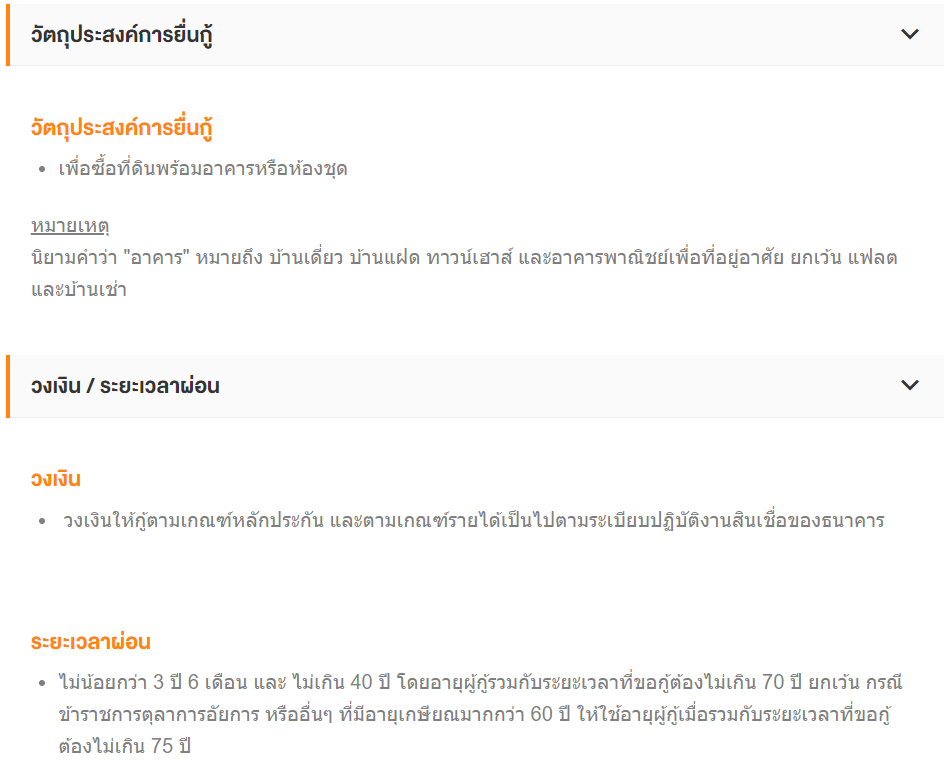 วัตถุประสงค์การยื่นกู้
วัตถุประสงค์การยื่นกู้
• เพื่อซื้อที่ดินพร้อมอาคารหรือห้องชุด
หมายเหตุ
นิยามคำว่า "อาคาร" หมายถึง บ้านเดี่ยว บ้านแฝด ทาวน์เฮาส์ และอาคารพาณิชย์เพื่อที่อยู่อาศัย ยกเว้น แฟลต
และบ้านเช่า
วงเงิน / ระยะเวลาผ่อน
วงเงิน
• วงเงินให้กู้ตามเกณฑ์หลักประกัน และตามเกณฑ์รายได้เป็นไปตามระเบียบปฏิบัติงานสินเชื่อของธนาคาร
ระยะเวลาผ่อน
• ไม่น้อยกว่า 3 ปี 6 เดือน และ ไม่เกิน 40 ปี โดยอายุผู้กู้รวมกับระยะเวลาที่ขอกู้ต้องไม่เกิน 70 ปี ยกเว้น กรณี
ข้าราชการตุลาการอัยการ หรืออื่นๆ ที่มีอายุเกษียณมากกว่า 60 ปี ให้ใช้อายุผู้กู้เมื่อรวมกับระยะเวลาที่ขอกู้
ต้องไม่เกิน 75 ปี